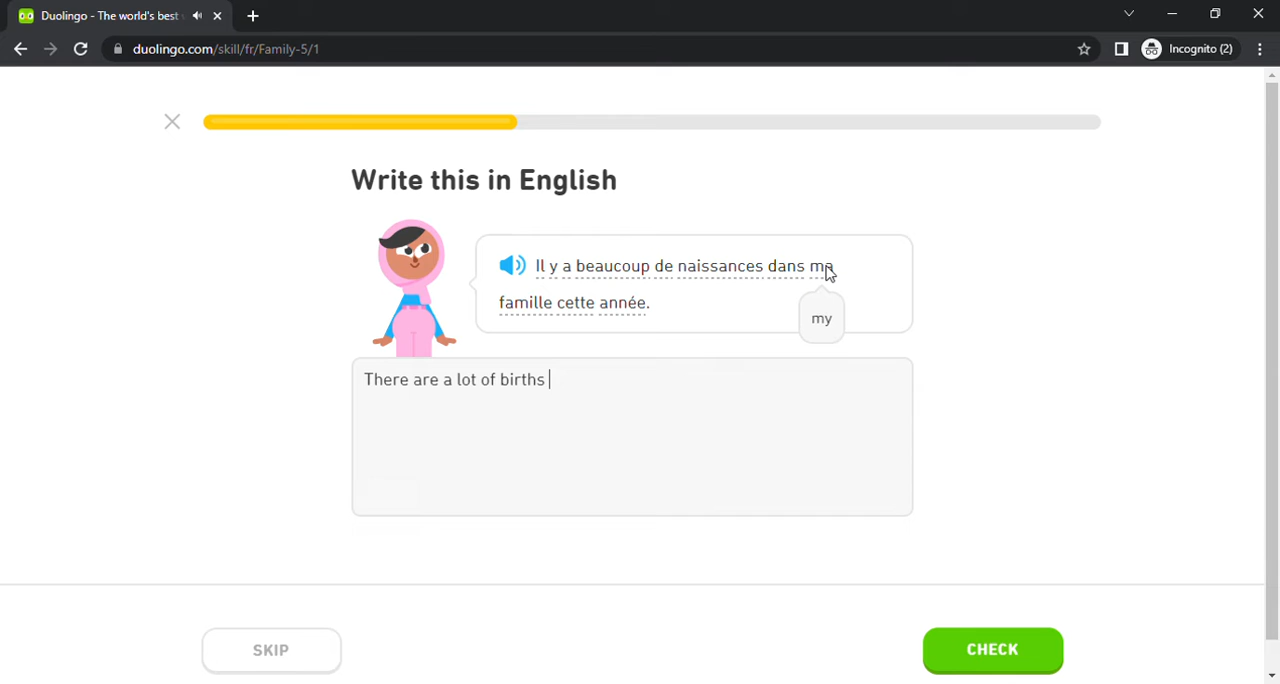 Duolingo - The world's best
duolingo.com/skill/fr/Family-5/1
Incognito (2)
Write this in English
Il y a beaucoup de naissances dans ma
famille cette année.
my
There are a lot of births
SKIP
CHECK